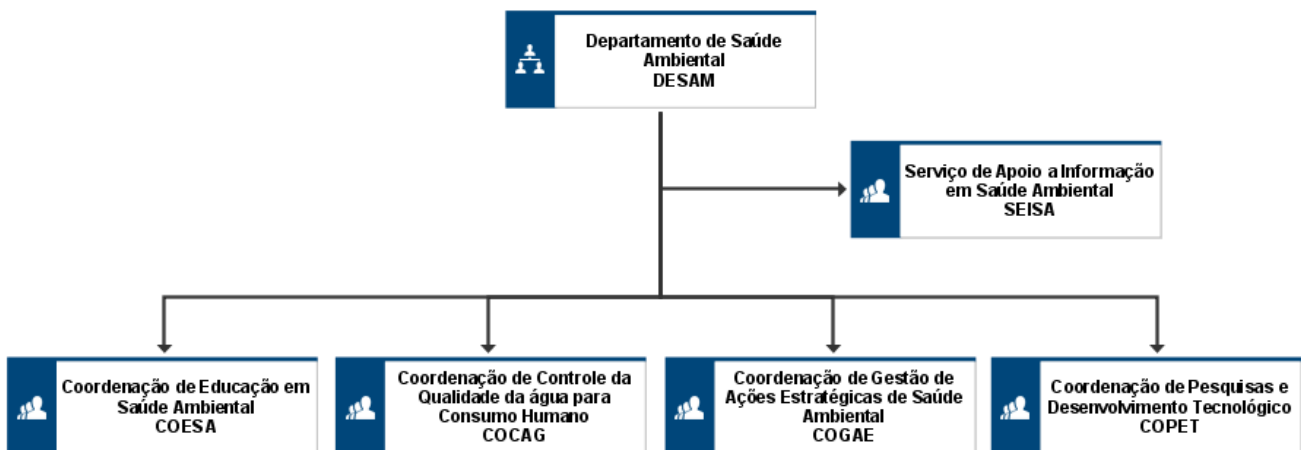 Departamento de Saúde
Ambiental
DESAM
Serviço de Apoio a Informação
em Saúde Ambiental
SEISA
Coordenação de Educação em
Saúde Ambiental
COESA
Coordenação de Controle da
Qualidade da água para
Consumo Humano
COCAG
Coordenação de Gestão de
Ações Estratégicas de Saúde
Ambiental
COGAE
Coordenação de Pesquisas e
Desenvolvimento Tecnológico
COPET